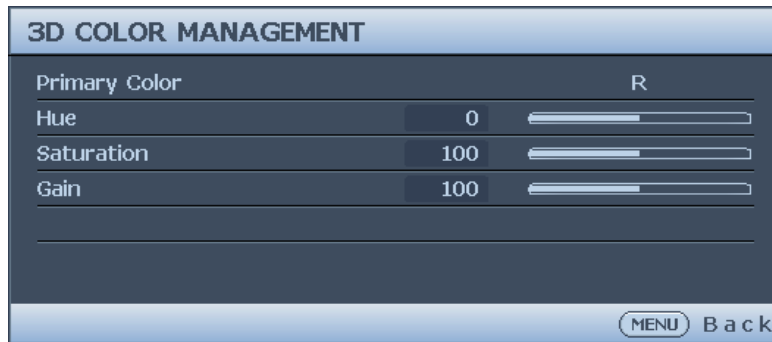 3D COLOR MANAGEMENT
Primary Color R
Hue 0
Saturation 100
Gain 100
MENU Back